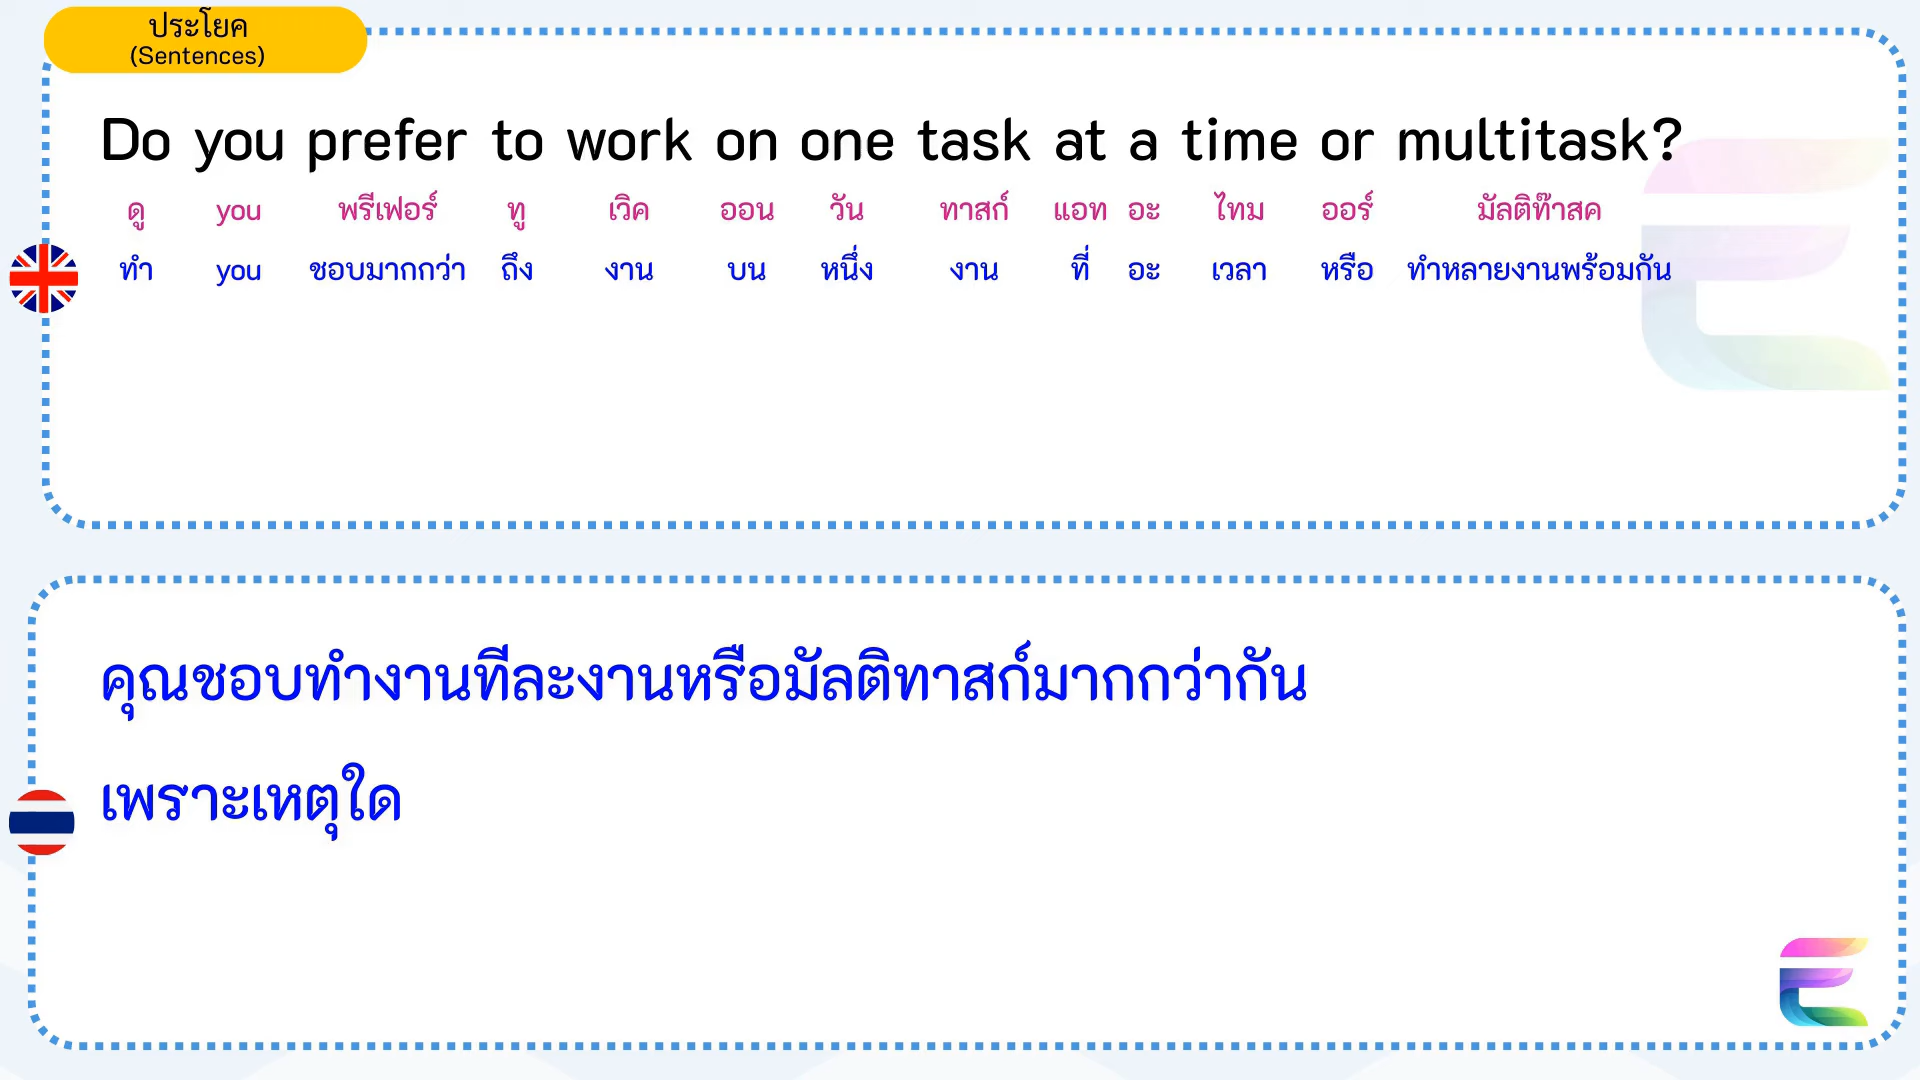 ประโยค
(Sentences)
Do you prefer to work on one task at a time or multitask?
ดู you พรีเฟอร์ ทู เวิค ออน วัน ทาสก์ แอท อะ ไทม ออร์ มัลติท๊าสค
ทำ you ชอบมากกว่า ถึง งาน บน หนึ่ง งาน ที่ อะ เวลา หรือ ทำหลายงานพร้อมกัน
คุณชอบทำงานทีละงานหรือมัลติทาสก์มากกว่ากัน
เพราะเหตุใด